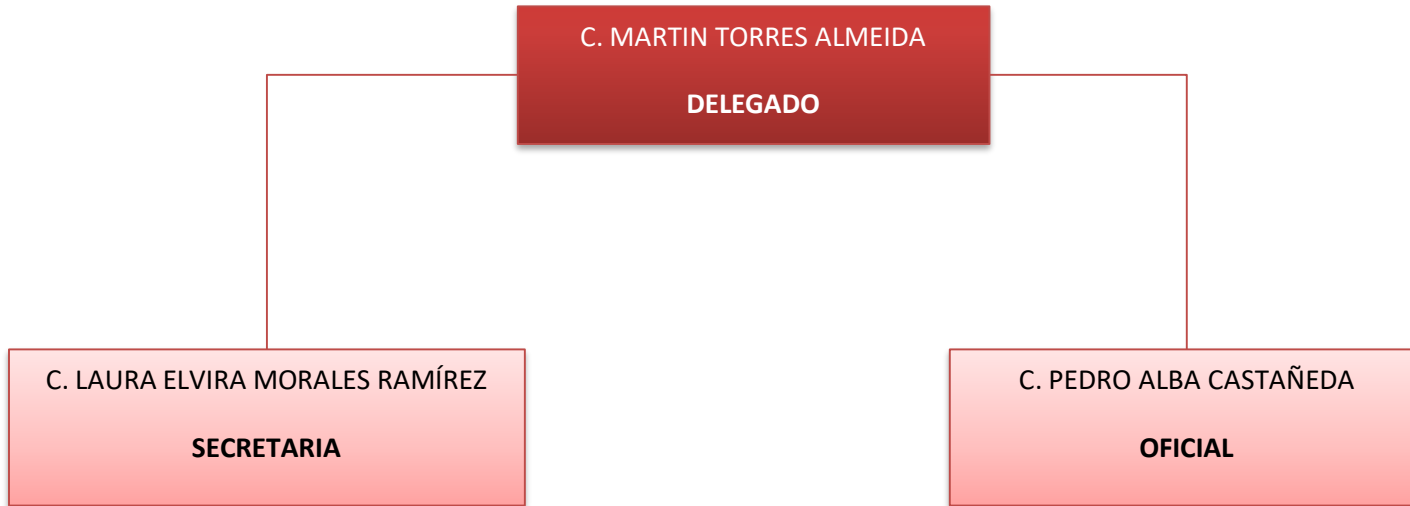 C. MARTIN TORRES ALMEIDA
DELEGADO
C. LAURA ELVIRA MORALES RAMÍREZ
SECRETARIA
C. PEDRO ALBA CASTAÑEDA
OFICIAL